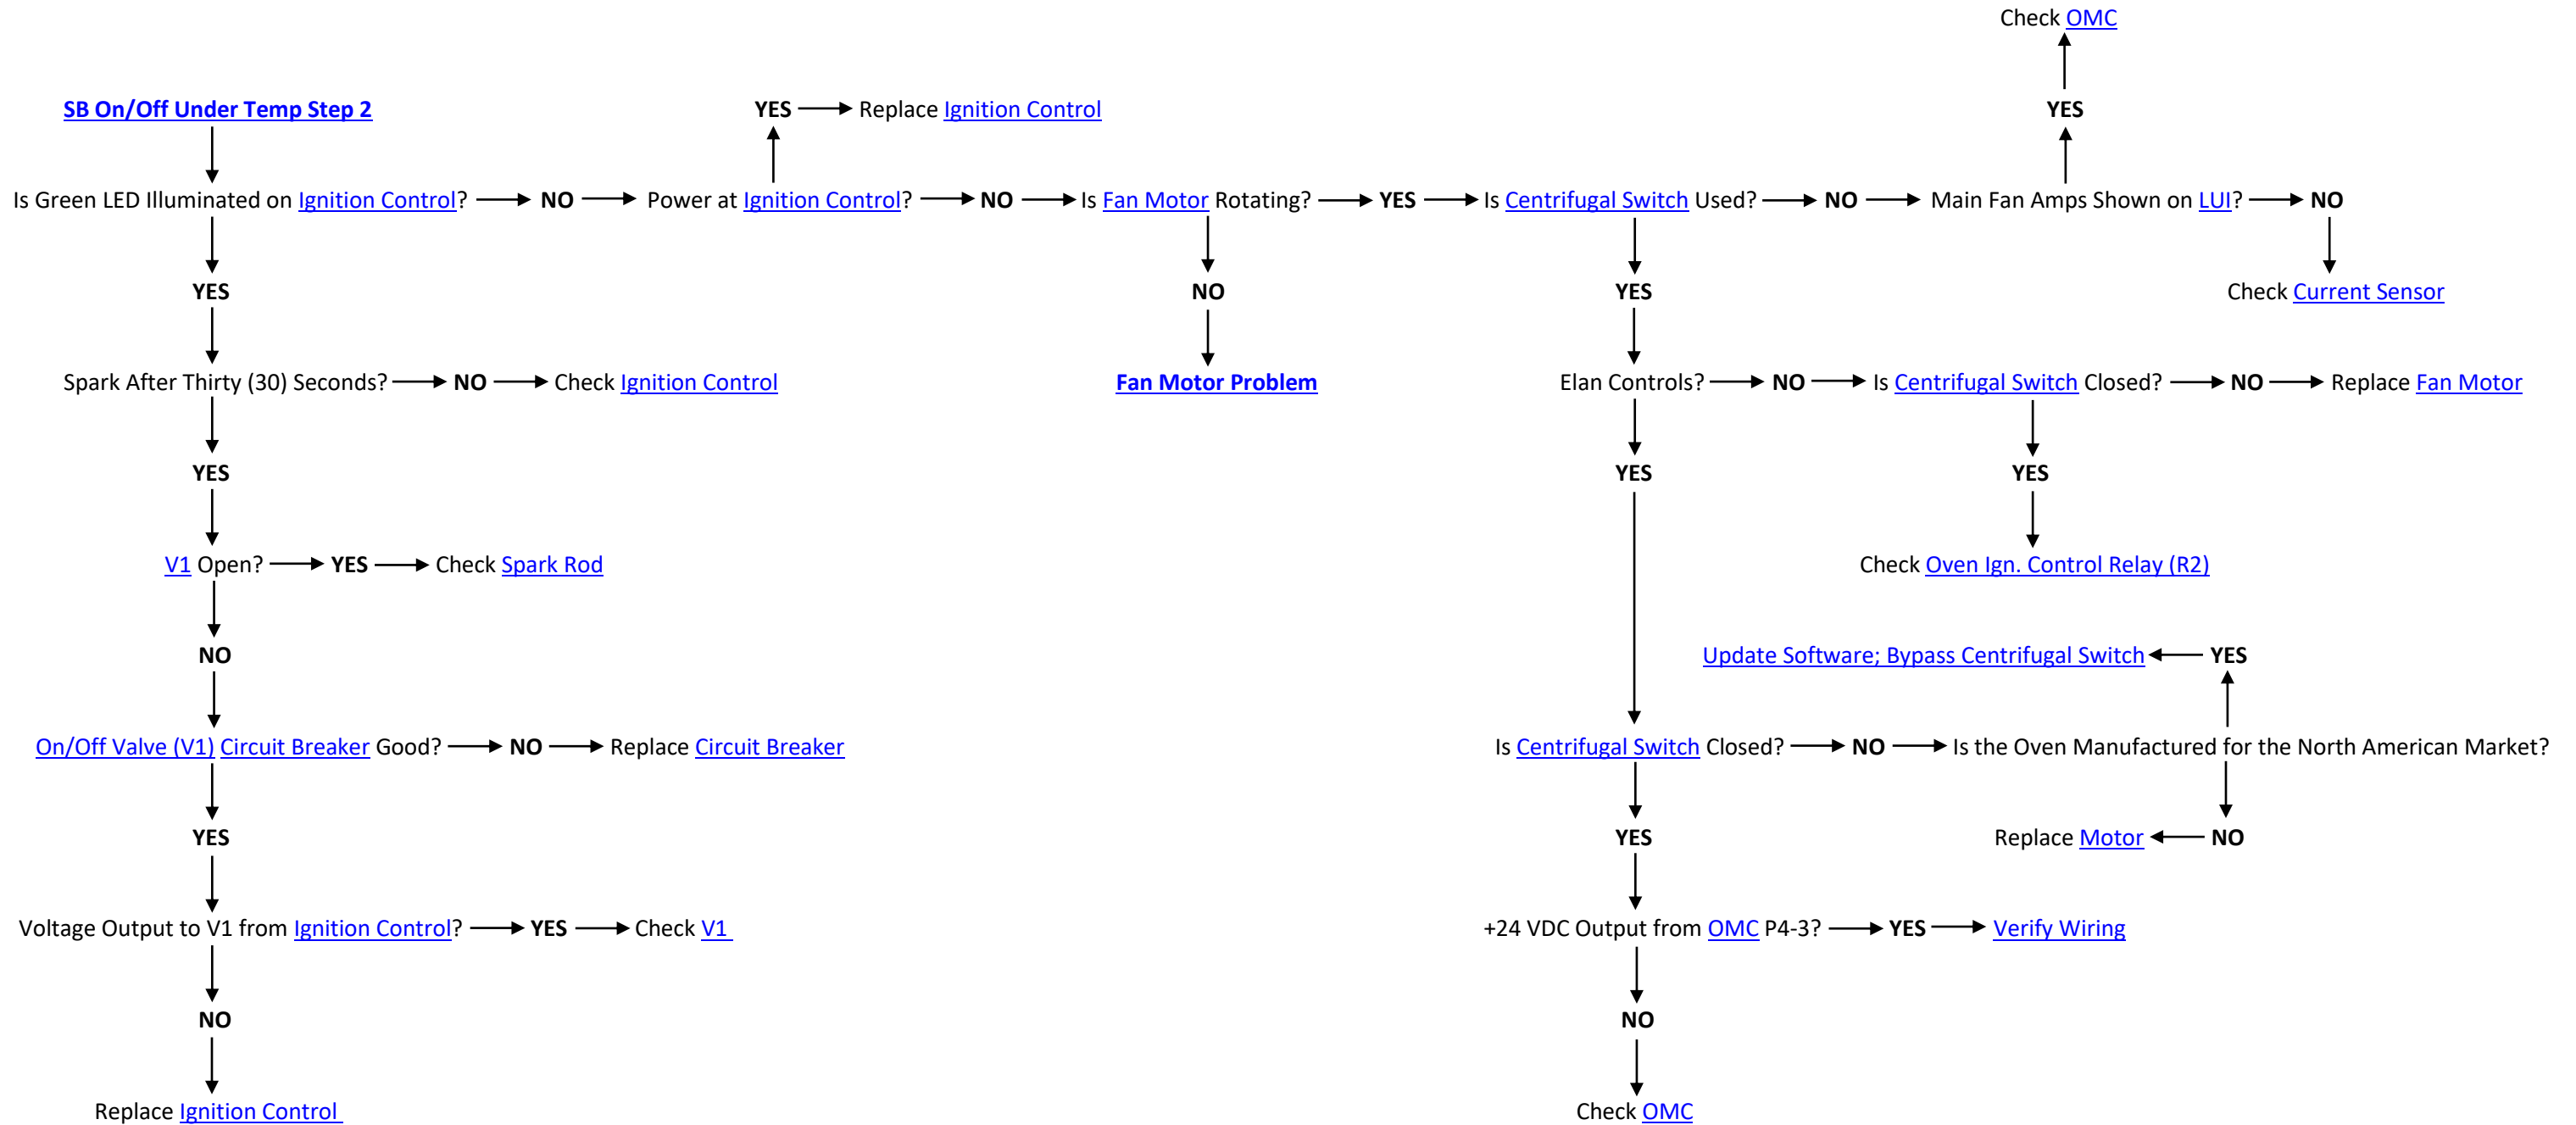 Check OMC
SB On/Off Under Temp Step 2
YES
Replace Ignition Control
YES
Is Green LED Illuminated on Ignition Control?
NO
Power at Ignition Control?
NO
Is Fan Motor Rotating?
YES
Is Centrifugal Switch Used?
NO
Main Fan Amps Shown on LUI?
NO
YES
NO
YES
Check Current Sensor
Spark After Thirty (30) Seconds?
NO
Check Ignition Control
Fan Motor Problem
Elan Controls?
NO
Is Centrifugal Switch Closed?
NO
Replace Fan Motor
YES
YES
YES
V1 Open?
YES
Check Spark Rod
Check Oven Ign. Control Relay (R2)
NO
Update Software; Bypass Centrifugal Switch
YES
On/Off Valve (V1) Circuit Breaker Good?
NO
Replace Circuit Breaker
Is Centrifugal Switch Closed?
NO
Is the Oven Manufactured for the North American Market?
YES
YES
Replace Motor
NO
Voltage Output to V1 from Ignition Control?
YES
Check V1
+24 VDC Output from OMC P4-3?
YES
Verify Wiring
NO
NO
Replace Ignition Control
Check OMC